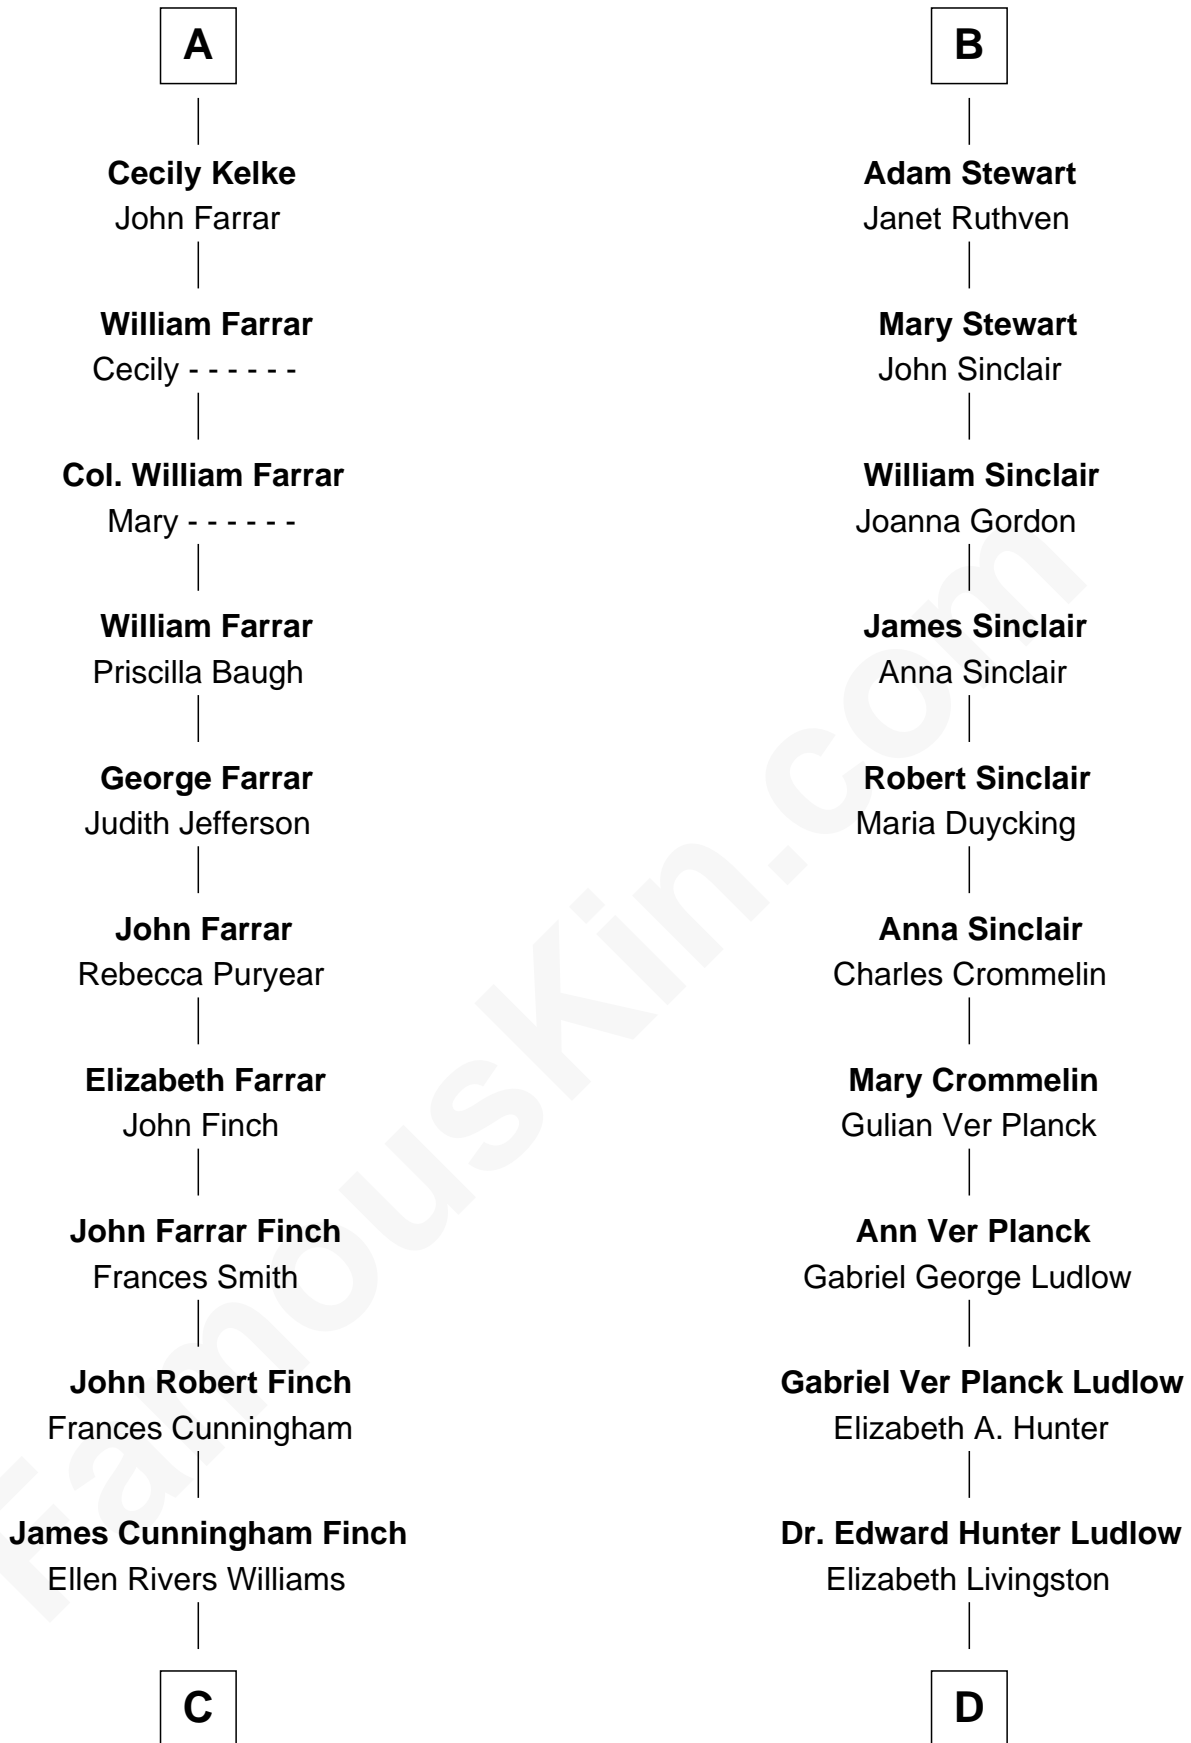 A
Cecily Kelke
John Farrar
William Farrar
Cecily - - - - - -
Col. William Farrar
Mary - - - - - -
William Farrar
Priscilla Baugh
George Farrar
Judith Jefferson
John Farrar
Rebecca Puryear
Elizabeth Farrar
John Finch
John Farrar Finch
Frances Smith
John Robert Finch
Frances Cunningham
James Cunningham Finch
Ellen Rivers Williams
C
B
Adam Stewart
Janet Ruthven
Mary Stewart
John Sinclair
William Sinclair
Joanna Gordon
James Sinclair
Anna Sinclair
Robert Sinclair
Maria Duycking
Anna Sinclair
Charles Crommelin
Mary Crommelin
Gulian Ver Planck
Ann Ver Planck
Gabriel George Ludlow
Gabriel Ver Planck Ludlow
Elizabeth A. Hunter
Dr. Edward Hunter Ludlow
Elizabeth Livingston
D
FamousKin.com